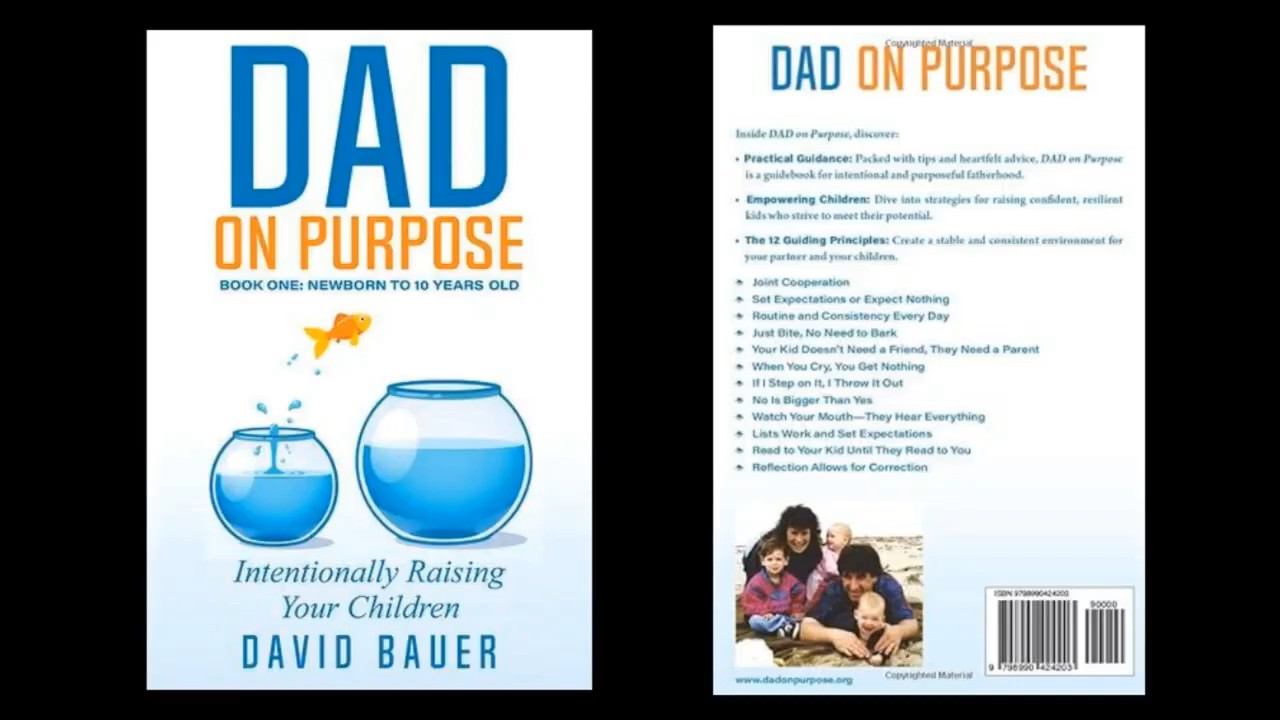 DAD
ON PURPOSE
BOOK ONE: NEWBORN TO 10 YEARS OLD
Intentionally Raising
Your Children
DAVID BAUER
Copyrighted Material
DAD ON PURPOSE
Inside DAD on Purpose, discover:
• Practical Guidance: Packed with tips and heartfelt advice, DAD on Purpose
is a guidebook for intentional and purposeful fatherhood.
• Empowering Children: Dive into strategies for raising confident, resilient
kids who strive to meet their potential.
• The 12 Guiding Principles: Create a stable and consistent environment for
your partner and your children.
Joint Cooperation
Set Expectations or Expect Nothing
Routine and Consistency Every Day
Just Bite, No Need to Bark
Your Kid Doesn't Need a Friend, They Need a Parent
When You Cry, You Get Nothing
If I Step on It, I Throw It Out
No Is Bigger Than Yes
Watch Your Mouth—They Hear Everything
Lists Work and Set Expectations
Read to Your Kid Until They Read to You
Reflection Allows for Correction
ISBN 9798990424203
90000
9 798990 424203
www.dadonpurpose.org
Copyrighted Material